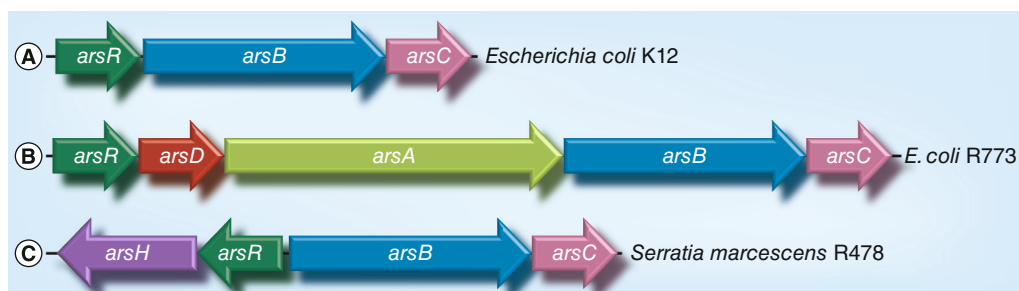 A arsR arsB arsC Escherichia coli K12
B arsR arsD arsA arsB arsC E. coli R773
C arsH arsR arsB arsC Serratia marcescens R478